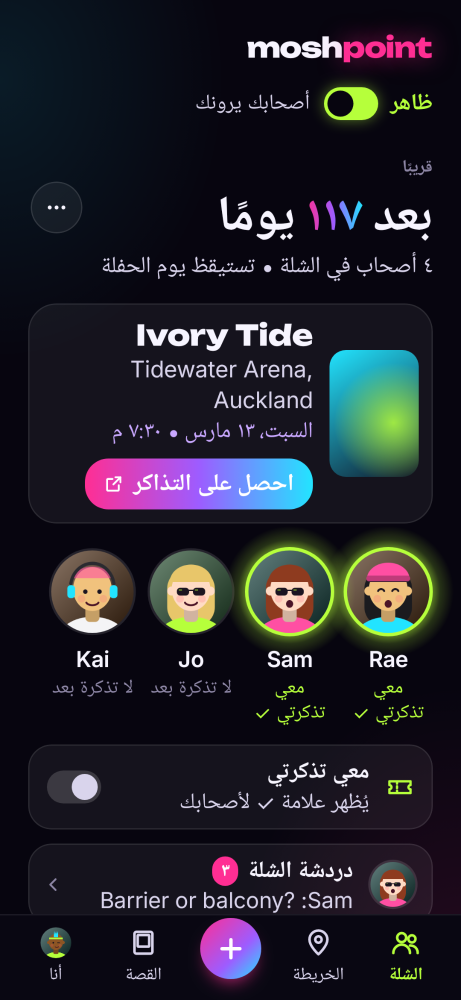 moshpoint
ظاهر أصحابك يرونك
قريبًا
بعد ١١٧ يومًا
٤ أصحاب في الشلة • تستيقظ يوم الحفلة
Ivory Tide
Tidewater Arena,
Auckland
السبت، ١٣ مارس • ٧:٣٠ م
احصل على التذاكر
Rae
معي
تذكرتي ✓
Sam
معي
تذكرتي ✓
Jo
لا تذكرة بعد
Kai
لا تذكرة بعد
معي تذكرتي
يُظهر علامة ✓ لأصحابك
دردشة الشلة ٣
Sam: Barrier or balcony?
الشلة
الخريطة
القصة
أنا